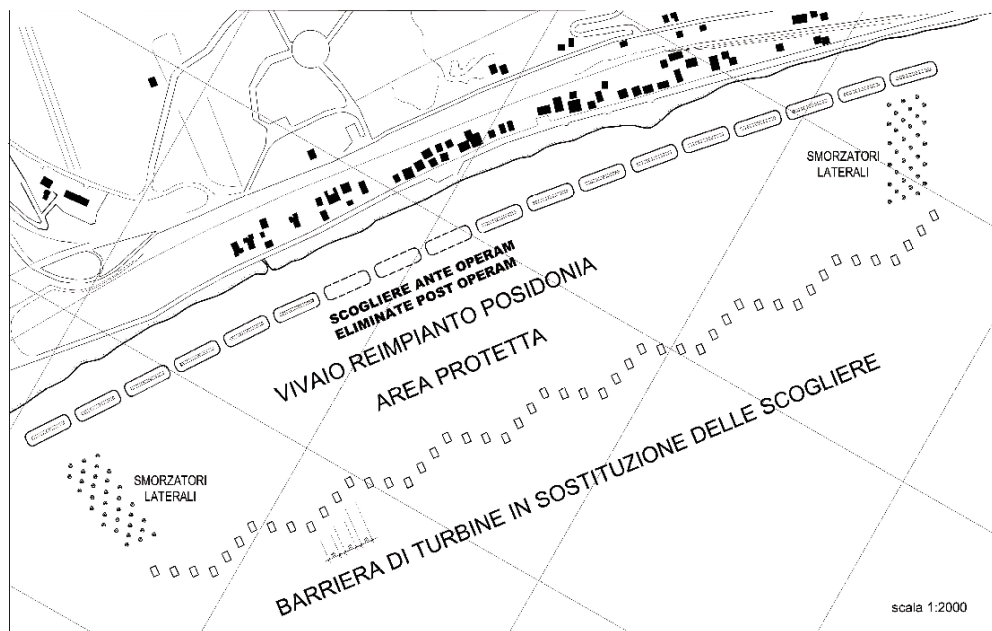 SMORZATORI
LATERALI
SCOGLIERE ANTE OPERAM
ELIMINATE POST OPERAM
VIVAIO REIMPIANTO POSIDONIA
AREA PROTETTA
BARRIERA DI TURBINE IN SOSTITUZIONE DELLE SCOGLIERE
SMORZATORI
LATERALI
scala 1:2000